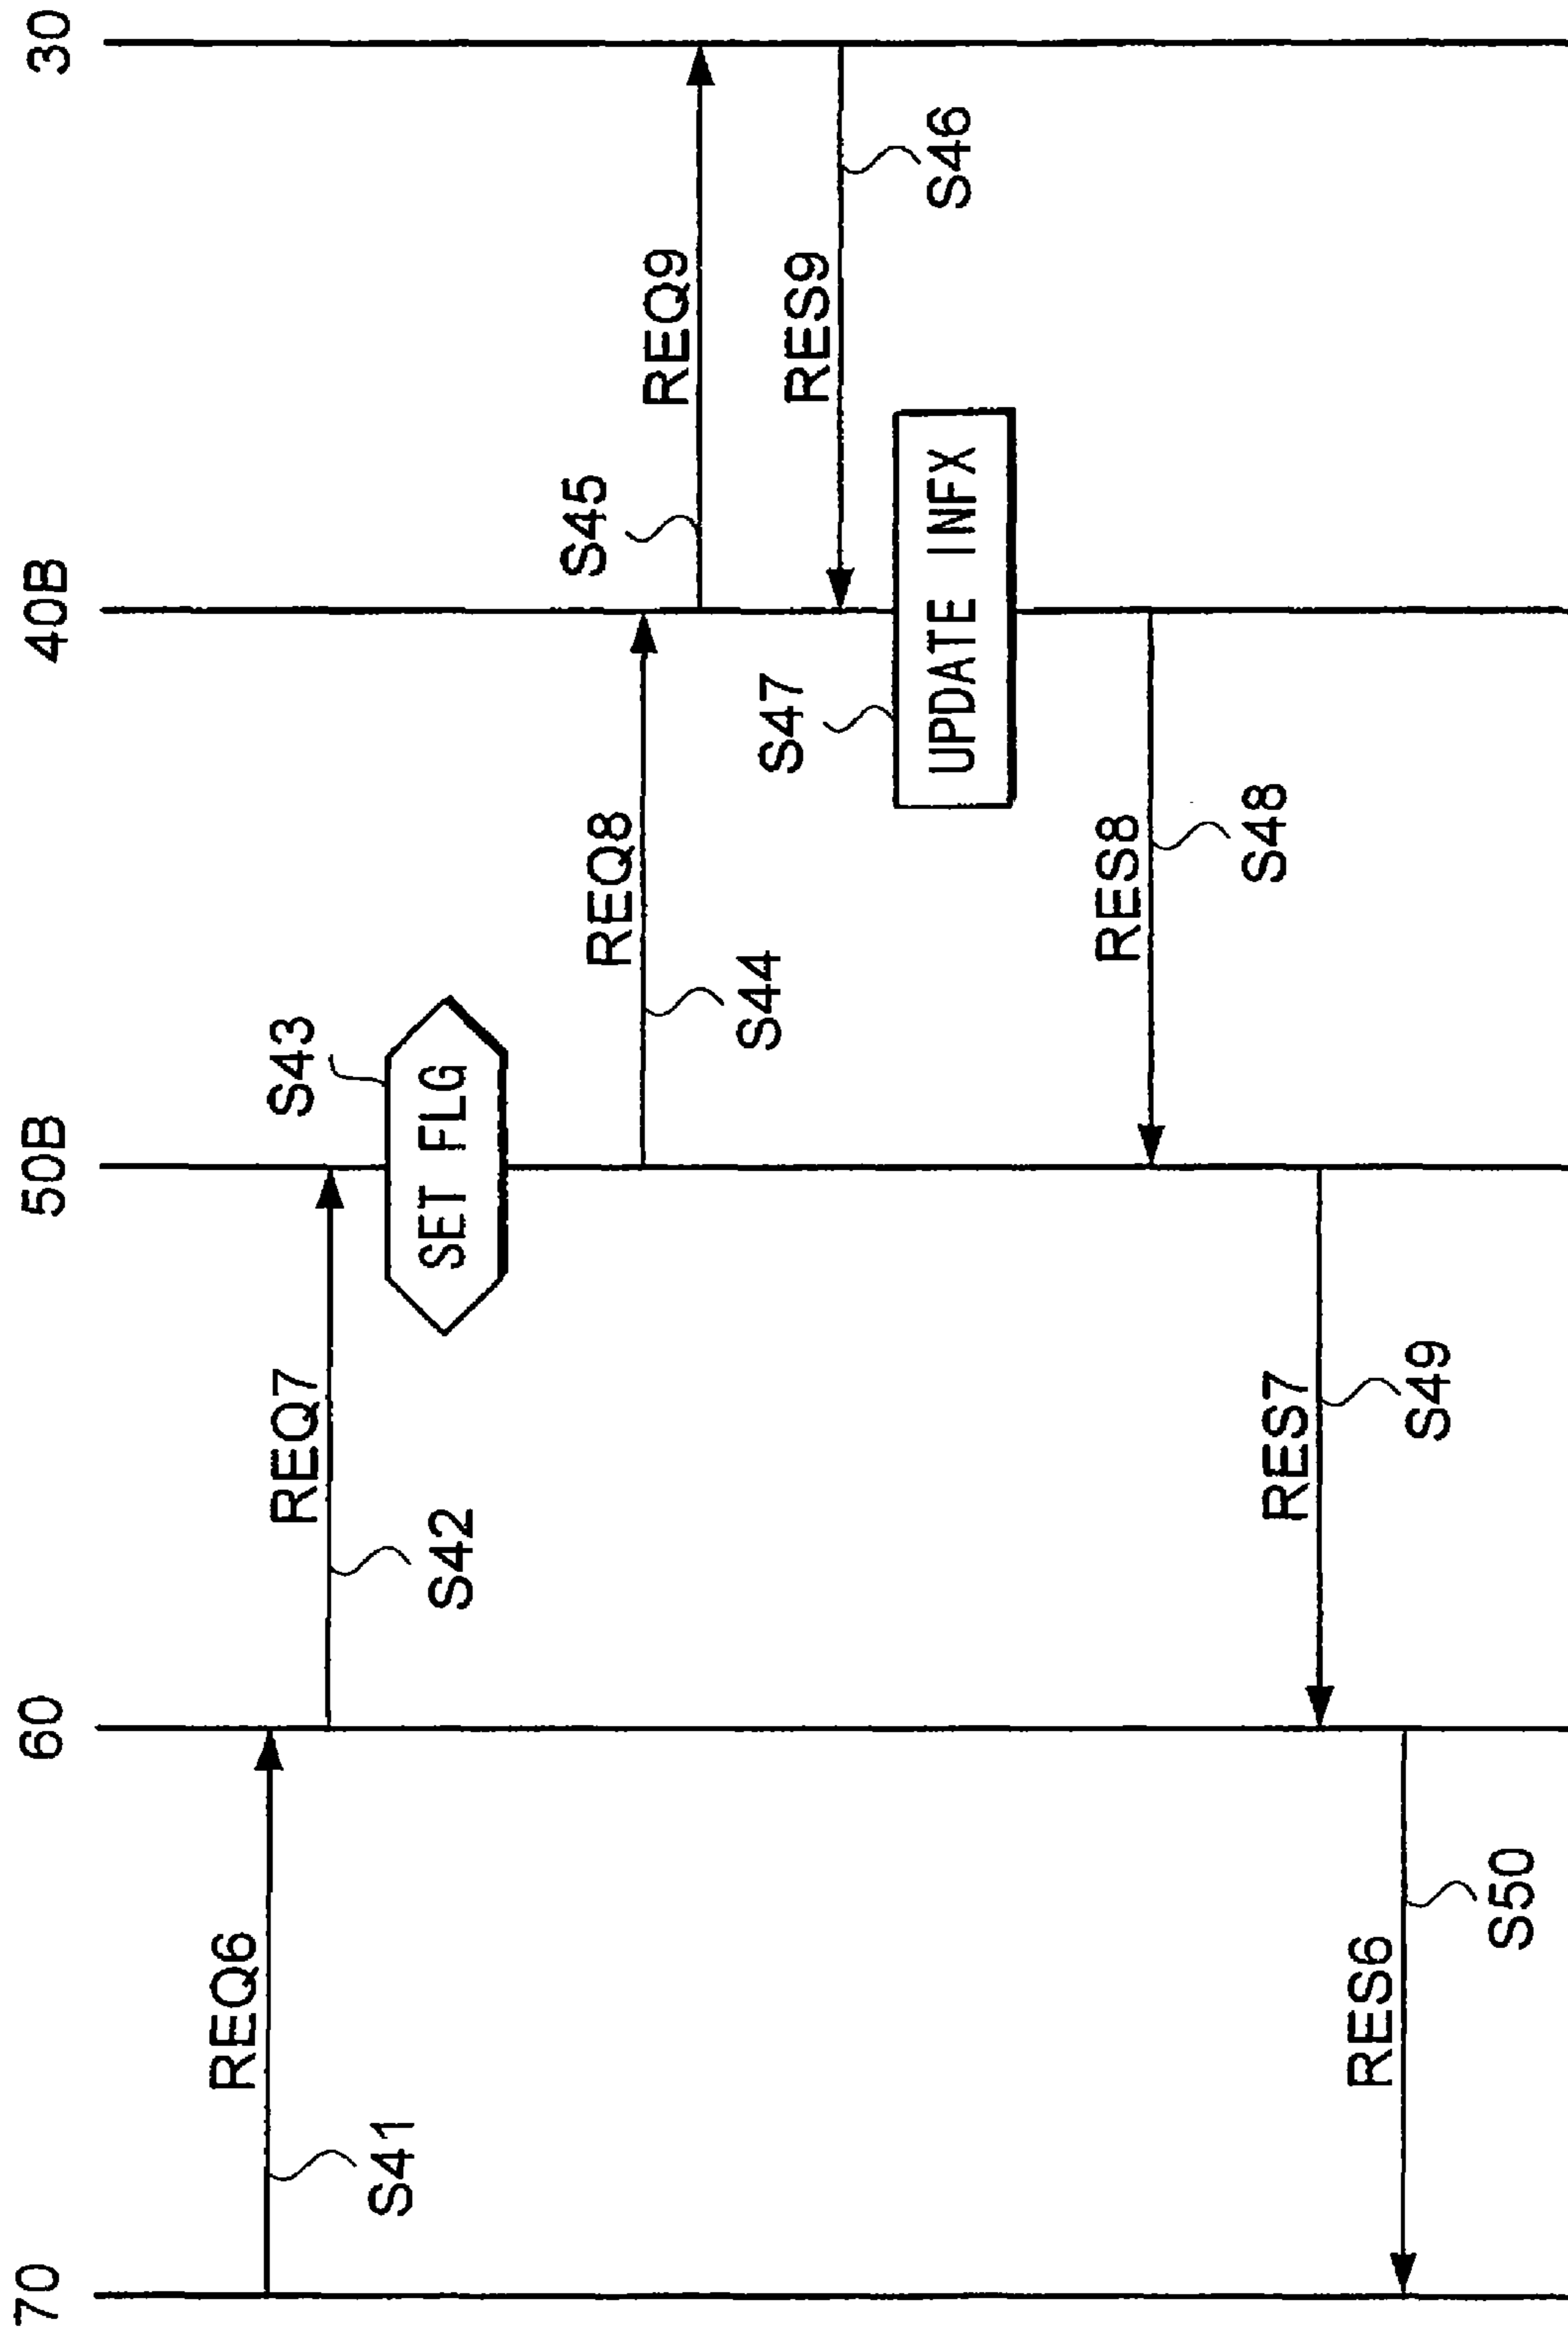 70
60
50B
40B
30
REQ6
S41
REQ7
S42
S43
SET FLG
REQ8
S44
S45
REQ9
RES9
S46
S47
UPDATE INFX
RES8
S48
RES7
S49
RES6
S50